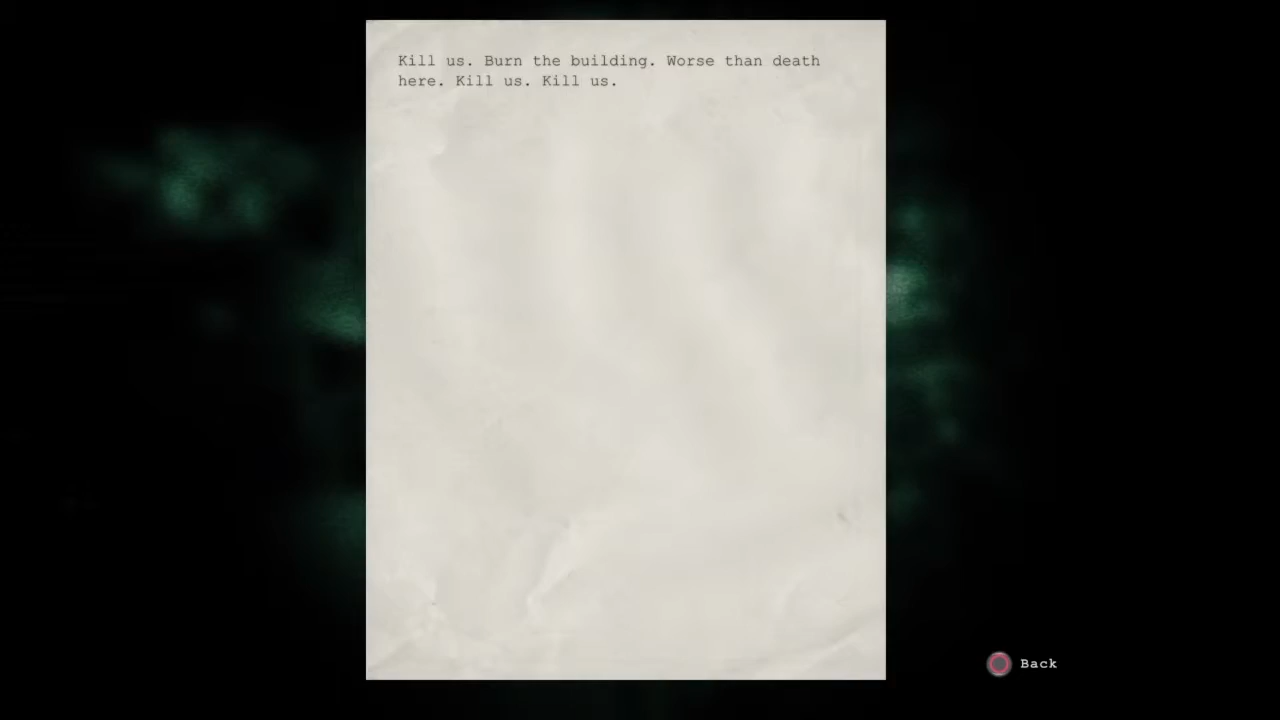 Kill us. Burn the building. Worse than death
here. Kill us. Kill us.
Back